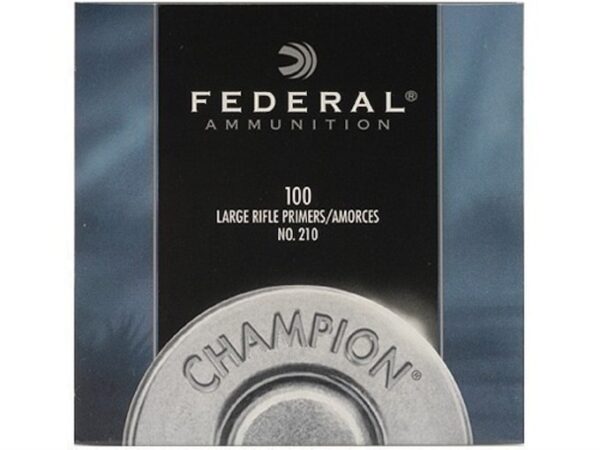 FEDERAL®
AMMUNITION
100
LARGE RIFLE PRIMERS/AMORCES
NO. 210
CHAMPION®